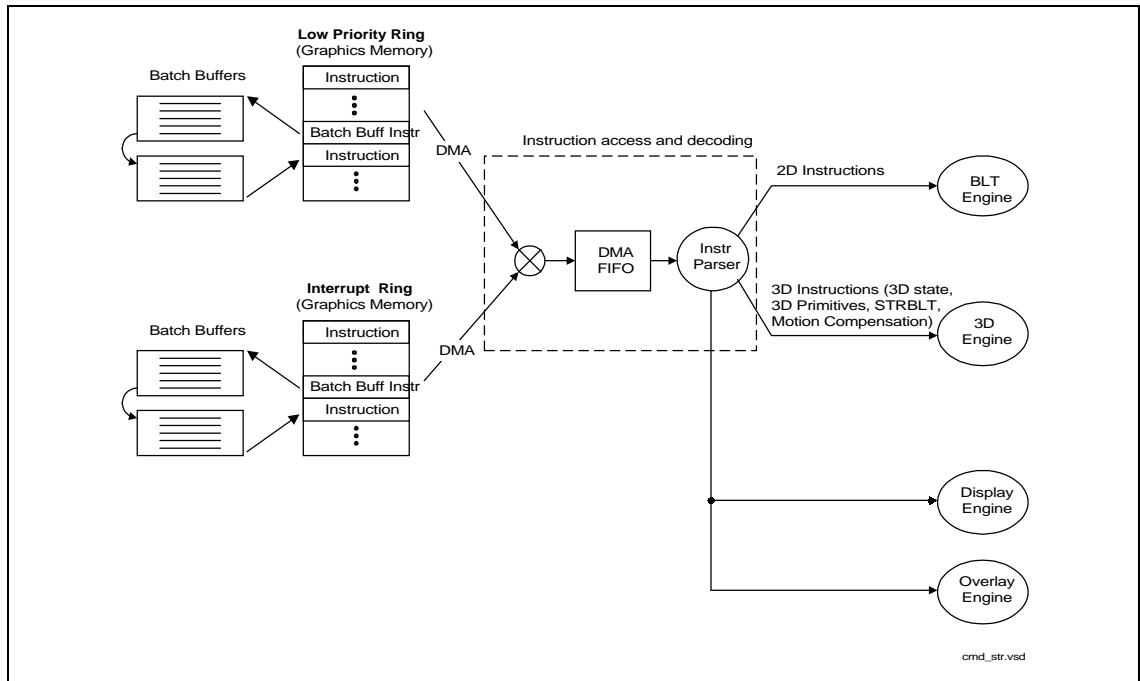 Low Priority Ring
(Graphics Memory)
Batch Buffers
Instruction
Batch Buff Instr
Instruction
DMA
Instruction access and decoding
2D Instructions
BLT
Engine
DMA
FIFO
Instr
Parser
3D Instructions (3D state,
3D Primitives, STRBLT,
Motion Compensation)
3D
Engine
Interrupt Ring
(Graphics Memory)
Batch Buffers
Instruction
Batch Buff Instr
Instruction
DMA
Display
Engine
Overlay
Engine
cmd_str.vsd